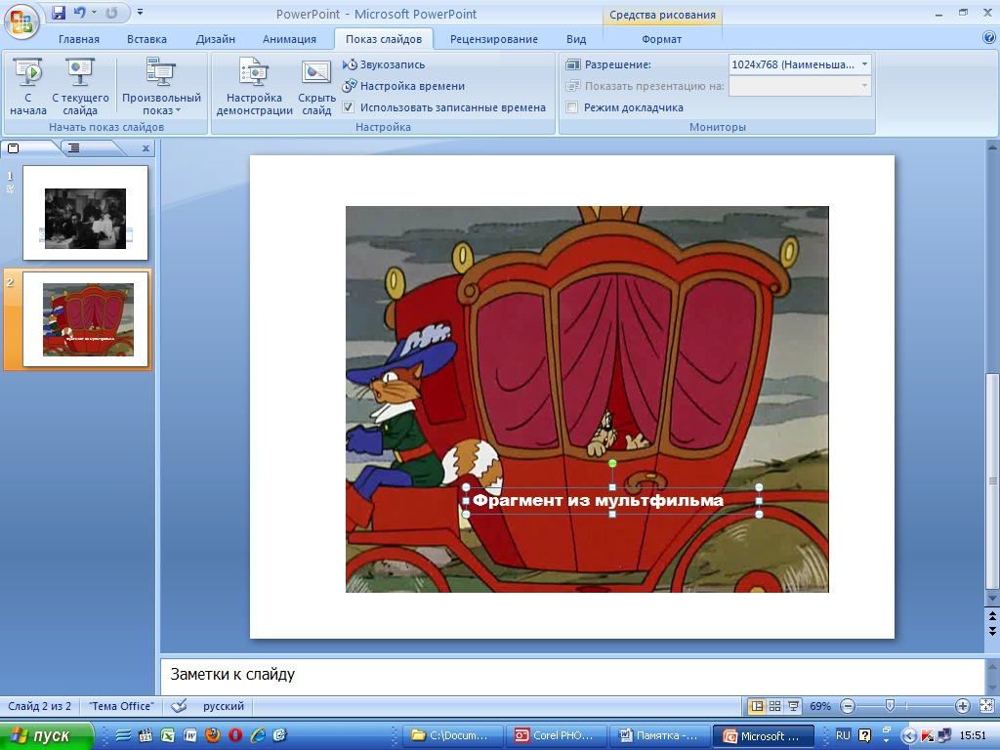 PowerPoint - Microsoft PowerPoint
Средства рисования
Главная
Вставка
Дизайн
Анимация
Показ слайдов
Рецензирование
Вид
Формат
С начала
С текущего слайда
Произвольный показ
Начать показ слайдов
Настройка демонстрации
Скрыть слайд
Звукозапись
Настройка времени
Использовать записанные времена
Настройка
Разрешение:
1024x768 (Наименьша...
Показать презентацию на:
Режим докладчика
Мониторы
1
2
Фрагмент из мультфильма
Фрагмент из мультфильма
Заметки к слайду
Слайд 2 из 2
"Тема Office"
русский
69%
пуск
C:\Docum...
Corel PHO...
Памятка -...
Microsoft ...
RU
15:51